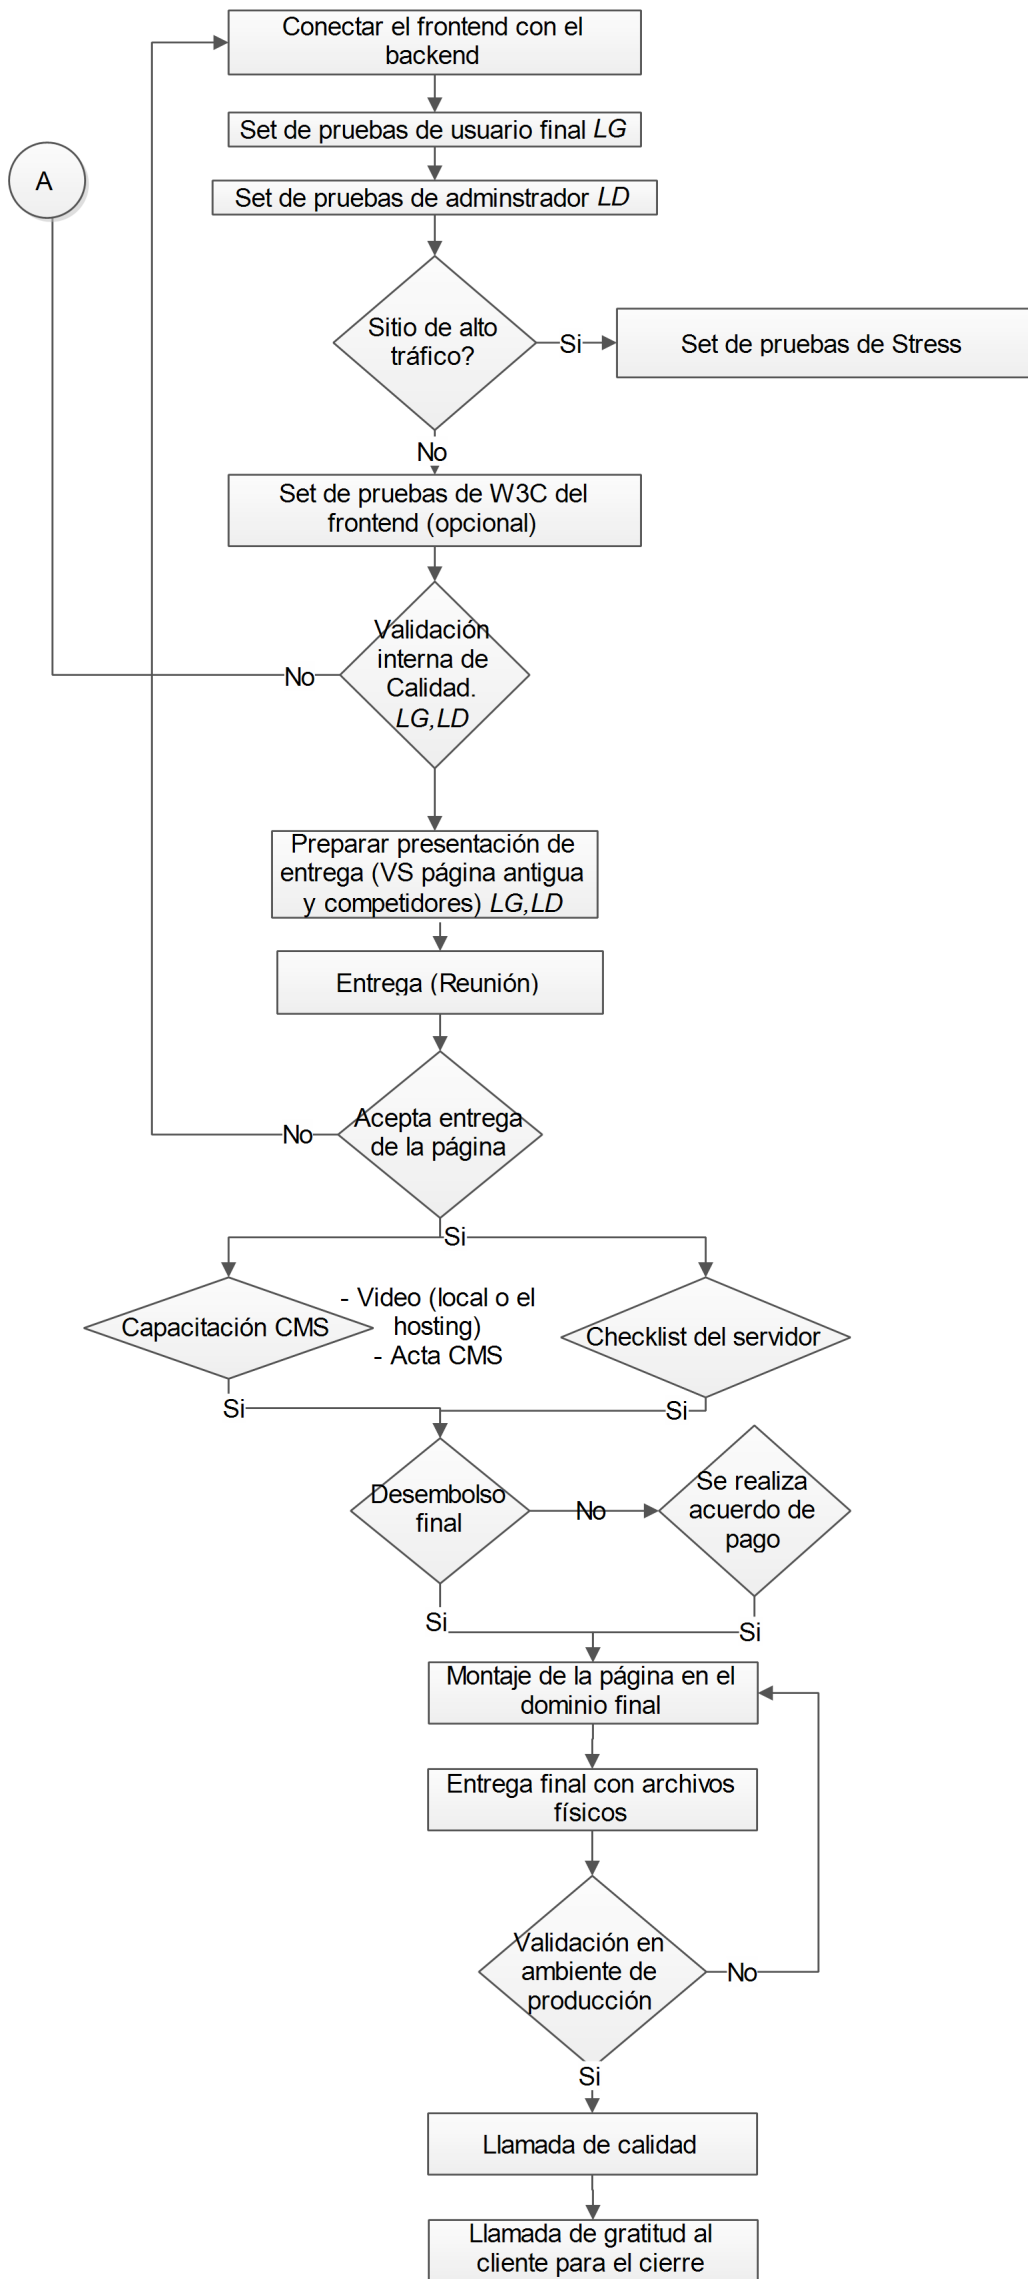 Conectar el frontend con el
backend
Set de pruebas de usuario final LG
A
Set de pruebas de adminstrador LD
Sitio de alto
tráfico?
Si
Set de pruebas de Stress
No
Set de pruebas de W3C del
frontend (opcional)
Validación
interna de
Calidad.
LG,LD
No
Preparar presentación de
entrega (VS página antigua
y competidores) LG,LD
Entrega (Reunión)
Acepta entrega
de la página
No
Si
Capacitación CMS
- Video (local o el
hosting)
- Acta CMS
Checklist del servidor
Si
Si
Desembolso
final
No
Se realiza
acuerdo de
pago
Si
Si
Montaje de la página en el
dominio final
Entrega final con archivos
físicos
Validación en
ambiente de
producción
No
Si
Llamada de calidad
Llamada de gratitud al
cliente para el cierre